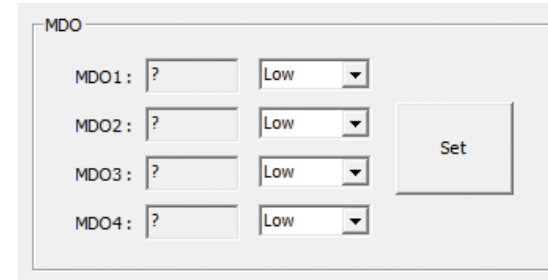 MDO
MDO1: ? Low
MDO2: ? Low
Set
MDO3: ? Low
MDO4: ? Low